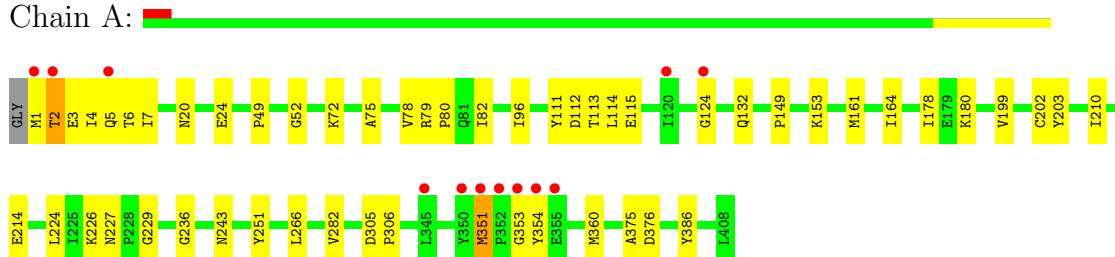 Chain A:
GLY M1 T2 E3 I4 Q5 T6 I7 N20 E24 P49 G52 K72 A75 V78 R79 P80 Q81 I82 I96 Y111 D112 T113 L114 E115 I120 G124 Q132 P149 K153 M161 I164 I178 E179 K180 V199 C202 Y203 I210
E214 L224 I225 K226 N227 P228 G229 G236 N243 Y251 L266 V282 D305 P306 L345 Y350 M351 P352 G353 Y354 E355 M360 A375 D376 Y386 L408